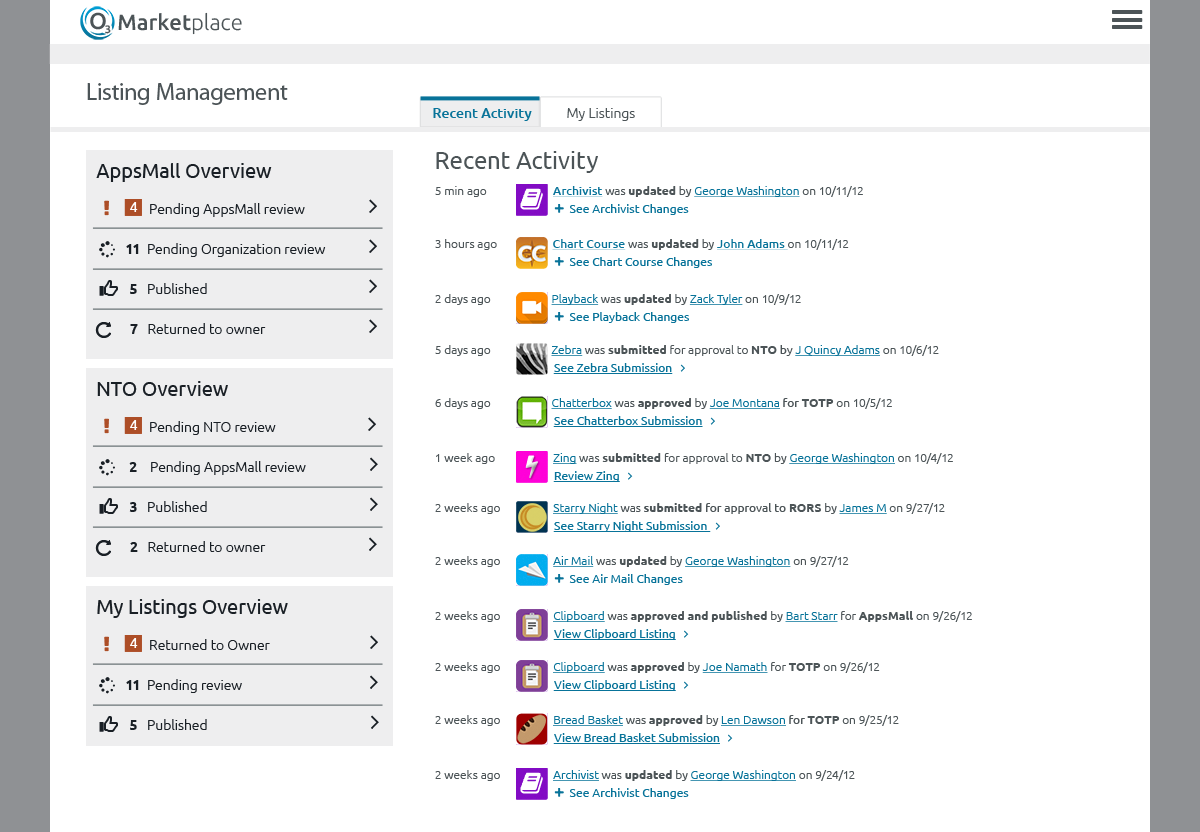 O3 Marketplace
Listing Management
Recent Activity
My Listings
AppsMall Overview
! 4 Pending AppsMall review
11 Pending Organization review
5 Published
7 Returned to owner
NTO Overview
! 4 Pending NTO review
2 Pending AppsMall review
3 Published
2 Returned to owner
My Listings Overview
! 4 Returned to Owner
11 Pending review
5 Published
Recent Activity
5 min ago
Archivist was updated by George Washington on 10/11/12
+ See Archivist Changes
3 hours ago
CC
Chart Course was updated by John Adams on 10/11/12
+ See Chart Course Changes
2 days ago
Playback was updated by Zack Tyler on 10/9/12
+ See Playback Changes
5 days ago
Zebra was submitted for approval to NTO by J Quincy Adams on 10/6/12
See Zebra Submission >
6 days ago
Chatterbox was approved by Joe Montana for TOTP on 10/5/12
See Chatterbox Submission >
1 week ago
Zing was submitted for approval to NTO by George Washington on 10/4/12
Review Zing >
2 weeks ago
Starry Night was submitted for approval to RORS by James M on 9/27/12
See Starry Night Submission >
2 weeks ago
Air Mail was updated by George Washington on 9/27/12
+ See Air Mail Changes
2 weeks ago
Clipboard was approved and published by Bart Starr for AppsMall on 9/26/12
View Clipboard Listing >
2 weeks ago
Clipboard was approved by Joe Namath for TOTP on 9/26/12
View Clipboard Listing >
2 weeks ago
Bread Basket was approved by Len Dawson for TOTP on 9/25/12
View Bread Basket Submission >
2 weeks ago
Archivist was updated by George Washington on 9/24/12
+ See Archivist Changes